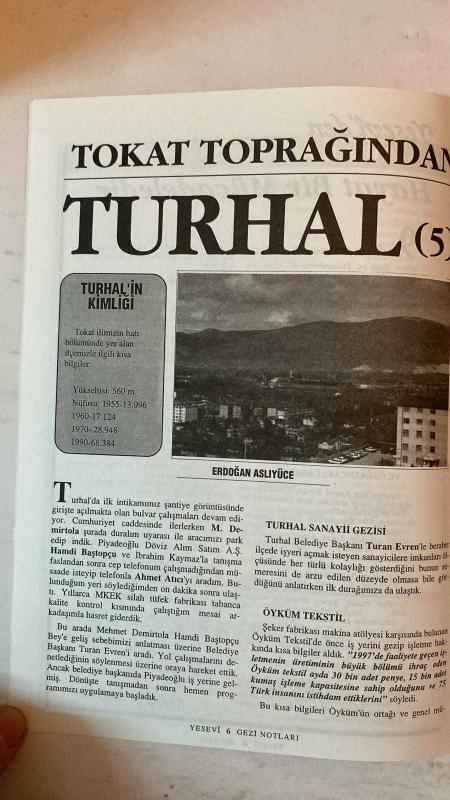 TOKAT TOPRAĞINDAN
TURHAL (5)
TURHAL'IN
KİMLİĞİ
Tokat ilimizin batı
bölümünde yer alan
ilçemizle ilgili kısa
bilgiler:
Yükseltisi: 560 m.
Nüfusu: 1955-13.096
1960-17.124
1970- 28.948
1990-68.384
ERDOĞAN ASLIYÜCE
Turhal'da ilk intikamımız şantiye görüntüsünde
girişte açılmakta olan bulvar çalışmaları devam edi-
yor. Cumhuriyet caddesinde ilerlerken M. De-
mirtola şurada duralım uyarısı ile aracımızı park
edip indik. Piyadeoğlu Döviz Alım Satım A.Ş.
Hamdi Baştopçu ve İbrahim Kaymaz'la tanışma
faslından sonra cep telefonum çalışmadığından mü-
saade isteyip telefonla Ahmet Atıcı'yı aradım. Bu-
lunduğum yeri söylediğimden on dakika sonra ulaş-
tı. Yıllarca MKEK silah tüfek fabrikası tabanca
kalite kontrol kısmında çalıştığım mesai ar-
kadaşımla hasret giderdik.
Bu arada Mehmet Demirtola Hamdi Baştopçu
Bey'e geliş sebebimizi anlatması üzerine Belediye
Başkanı Turan Evren'i aradı. Yol çalışmalarını de-
netlediğinin söylenmesi üzerine oraya hareket ettik.
Ancak belediye başkanıda Piyadeoğlu iş yerine gel-
miş. Dönüşte tanışmadan sonra hemen prog-
ramımızı uygulamaya başladık.
TURHAL SANAYİİ GEZİSİ
Turhal Belediye Başkanı Turan Evren'le beraber
ilçede işyeri açmak isteyen sanayicilere imkanları öl-
çüsünde her türlü kolaylığı gösterdiğini bunun se-
meresini de arzu edilen düzeyde olmasa bile gör-
düğünü anlatırken ilk durağımıza da ulaştık.
ÖYKÜM TEKSTİL
Şeker fabrikası makina atölyesi karşısında bulunan
Öyküm Tekstil'de önce iş yerini gezip işletme hak-
kında kısa bilgiler aldık. "1997'de faaliyete geçen iş-
letmenin üretiminin büyük bölümü ihraç eden
Öyküm tekstil ayda 30 bin adet penye, 15 bin adet
kumaş işleme kapasitesine sahip olduğunu ve 75
Türk insanını istihdam ettiklerini" söyledi.
Bu kısa bilgileri Öyküm'ün ortağı ve genel mü-
YESEVİ 6 GEZİ NOTLARI